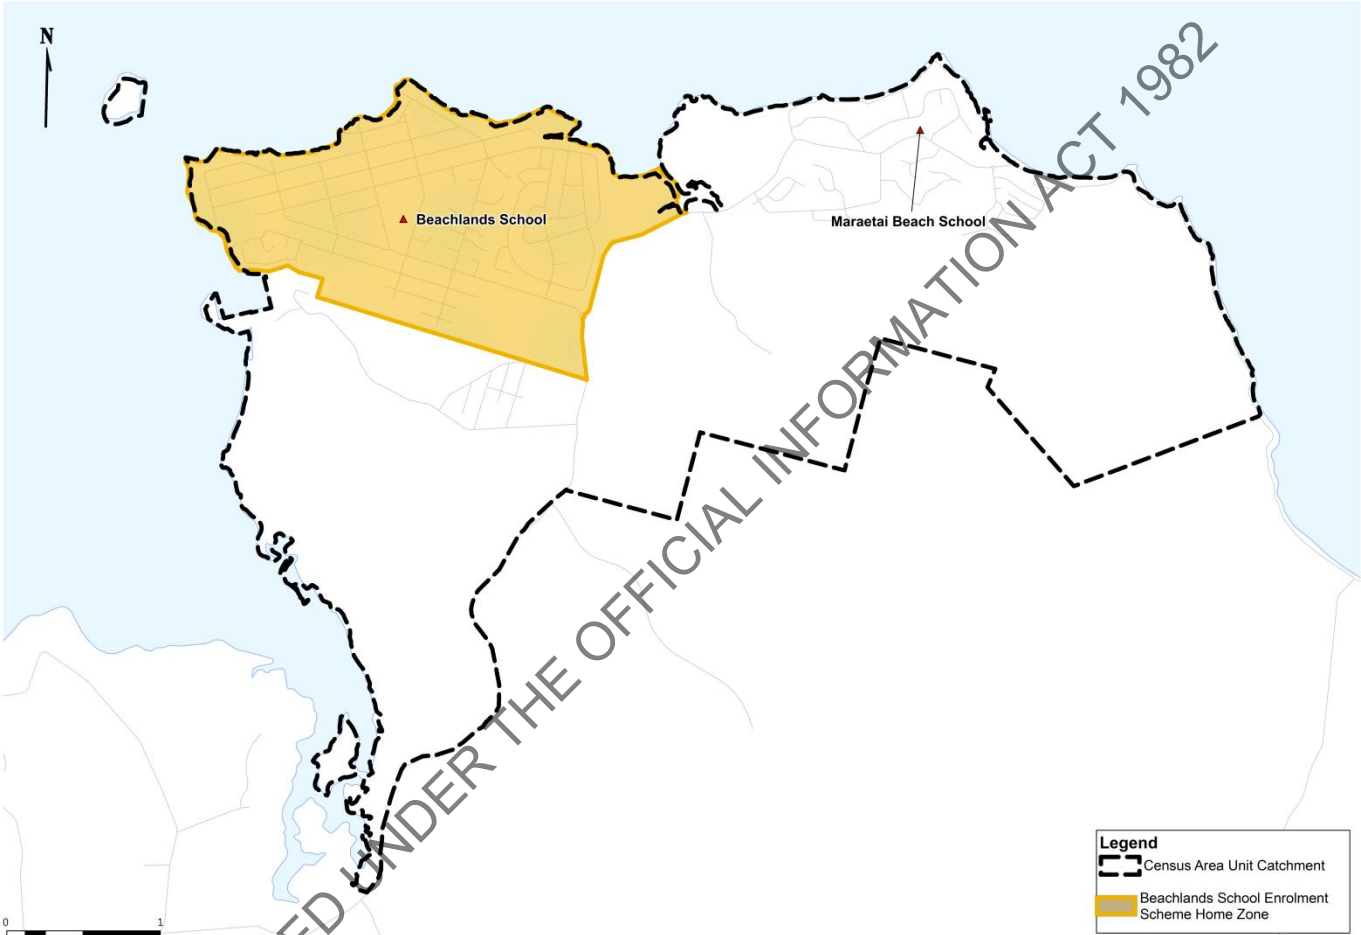 N
Beachlands School
Maraetai Beach School
ED UNDER THE OFFICIAL INFORMATION ACT 1982
Legend
Census Area Unit Catchment
Beachlands School Enrolment
Scheme Home Zone
0 1